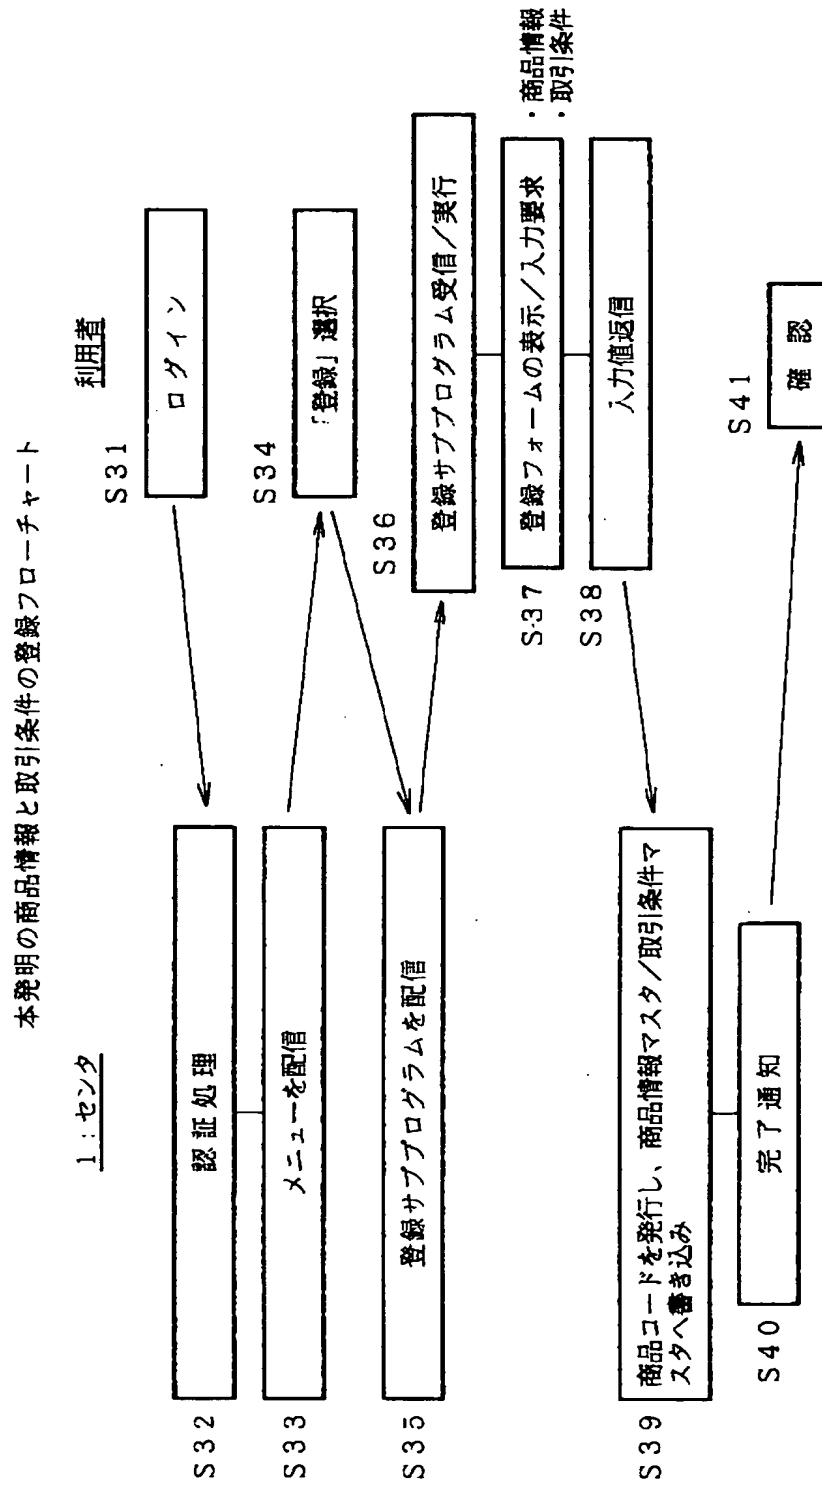 本発明の商品情報と取引条件の登録フローチャート
1：センタ
利用者
S31
ログイン
S32
認証処理
S33
メニューを配信
S34
「登録」選択
S35
登録サブプログラムを配信
S36
登録サブプログラム受信／実行
S37
登録フォームの表示／入力要求
・商品情報
・取引条件
S38
入力値返信
S39
商品コードを発行し、商品情報マスタ／取引条件マ
スタへ書き込み
S40
完了通知
S41
確認